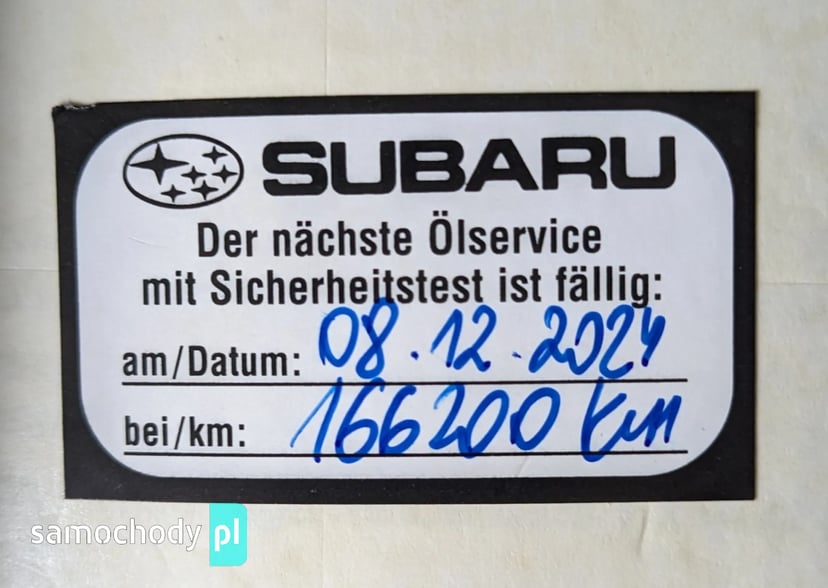 SUBARU
Der nächste Ölservice
mit Sicherheitstest ist fällig:
am/Datum: 08.12.2024
bei/km: 166200 km
samochody pl